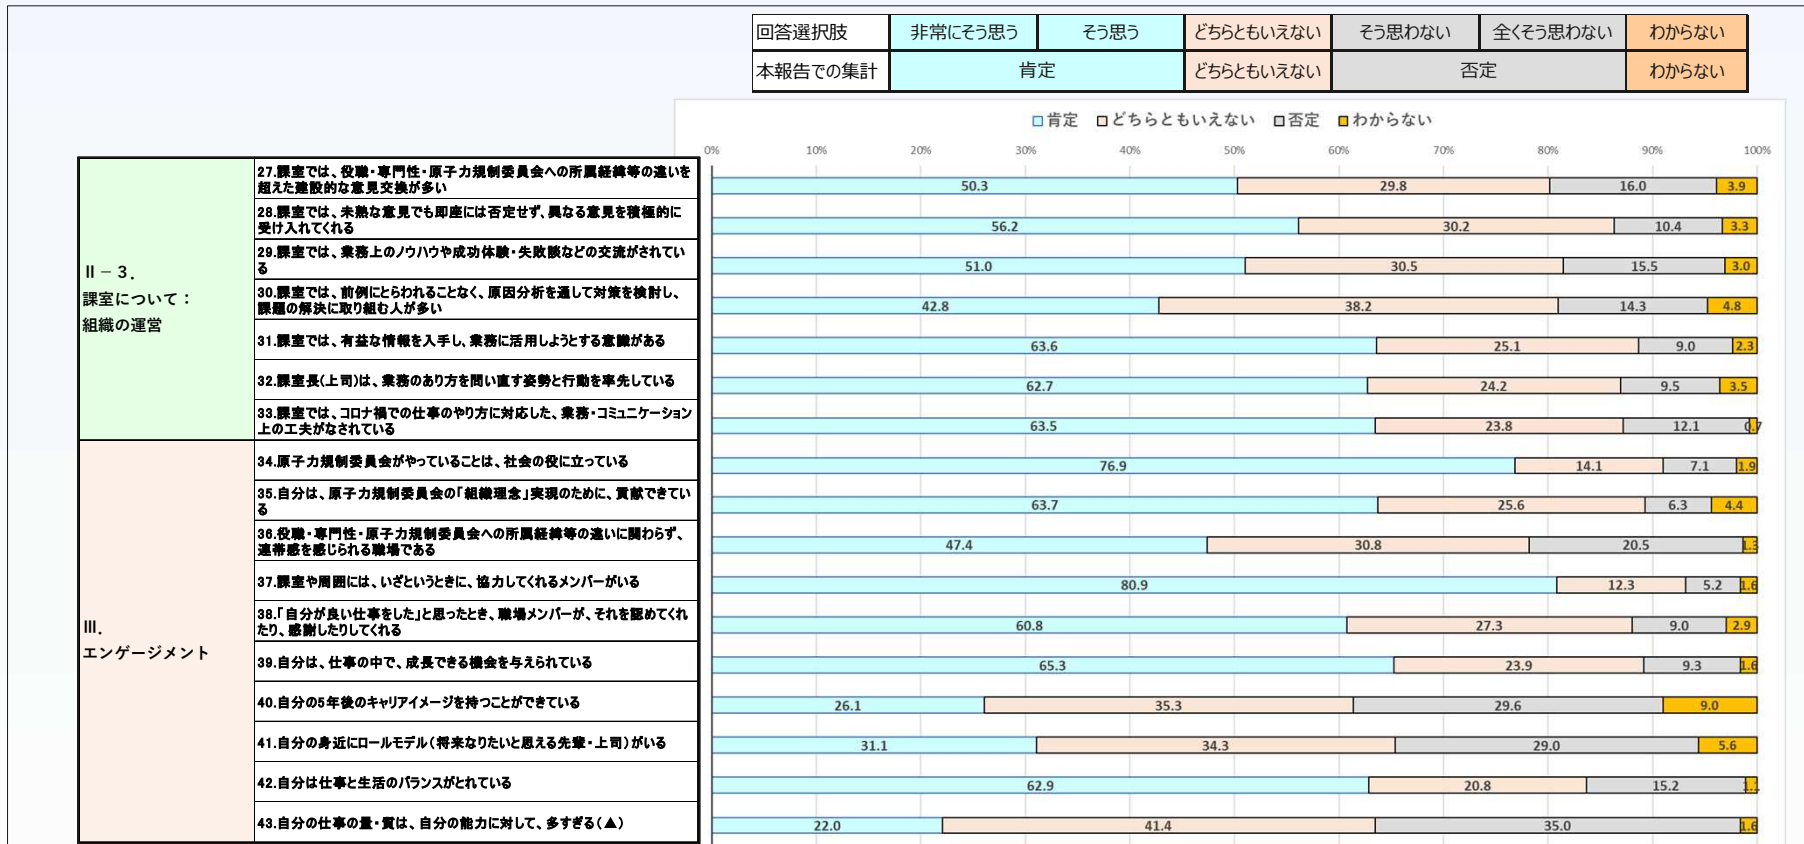 回答選択肢 非常にそう思う そう思う どちらともいえない そう思わない 全くそう思わない わからない
本報告での集計 肯定 どちらともいえない 否定 わからない
肯定 どちらともいえない 否定 わからない
0% 10% 20% 30% 40% 50% 60% 70% 80% 90% 100%
Ⅱ－３．
課室について：
組織の運営
27.課室では、役職・専門性・原子力規制委員会への所属経緯等の違いを
超えた建設的な意見交換が多い
50.3 29.8 16.0 3.9
28.課室では、未熟な意見でも即座には否定せず、異なる意見を積極的に
受け入れてくれる
56.2 30.2 10.4 3.3
29.課室では、業務上のノウハウや成功体験・失敗談などの交流がされてい
る
51.0 30.5 15.5 3.0
30.課室では、前例にとらわれることなく、原因分析を通して対策を検討し、
課題の解決に取り組む人が多い
42.8 38.2 14.3 4.8
31.課室では、有益な情報を入手し、業務に活用しようとする意識がある
63.6 25.1 9.0 2.3
32.課室長(上司)は、業務のあり方を問い直す姿勢と行動を率先している
62.7 24.2 9.5 3.5
33.課室では、コロナ禍での仕事のやり方に対応した、業務・コミュニケーション
上の工夫がなされている
63.5 23.8 12.1 0.7
Ⅲ．
エンゲージメント
34.原子力規制委員会がやっていることは、社会の役に立っている
76.9 14.1 7.1 1.9
35.自分は、原子力規制委員会の「組織理念」実現のために、貢献できてい
る
63.7 25.6 6.3 4.4
36.役職・専門性・原子力規制委員会への所属経緯等の違いに関わらず、
連帯感を感じられる職場である
47.4 30.8 20.5 1.3
37.課室や周囲には、いざというときに、協力してくれるメンバーがいる
80.9 12.3 5.2 1.6
38.「自分が良い仕事をした」と思ったとき、職場メンバーが、それを認めてくれ
たり、感謝したりしてくれる
60.8 27.3 9.0 2.9
39.自分は、仕事の中で、成長できる機会を与えられている
65.3 23.9 9.3 1.6
40.自分の5年後のキャリアイメージを持つことができている
26.1 35.3 29.6 9.0
41.自分の身近にロールモデル（将来なりたいと思える先輩・上司）がいる
31.1 34.3 29.0 5.6
42.自分は仕事と生活のバランスがとれている
62.9 20.8 15.2 1.1
43.自分の仕事の量・質は、自分の能力に対して、多すぎる（▲）
22.0 41.4 35.0 1.6